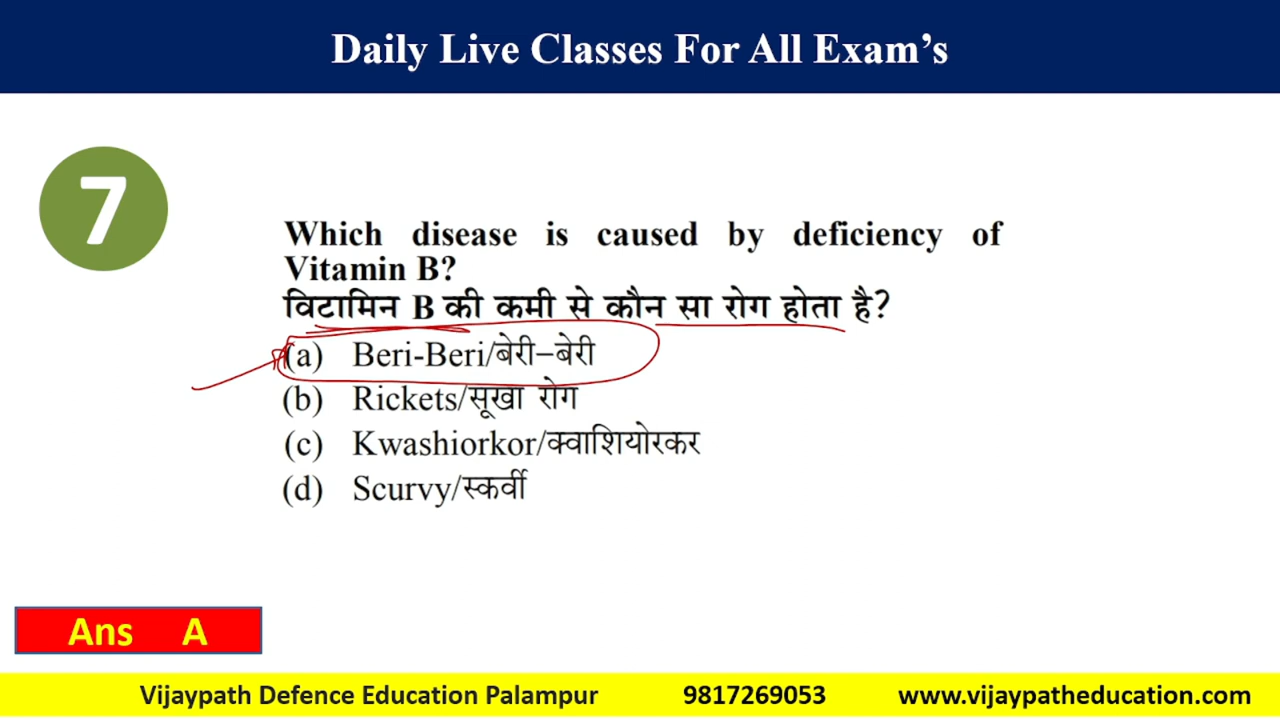 Daily Live Classes For All Exam's
7
Which disease is caused by deficiency of
Vitamin B?
विटामिन B की कमी से कौन सा रोग होता है?
(a) Beri-Beri/बेरी–बेरी
(b) Rickets/सूखा रोग
(c) Kwashiorkor/क्वाशियोरकर
(d) Scurvy/स्कर्वी
Ans A
Vijaypath Defence Education Palampur 9817269053 www.vijaypatheducation.com